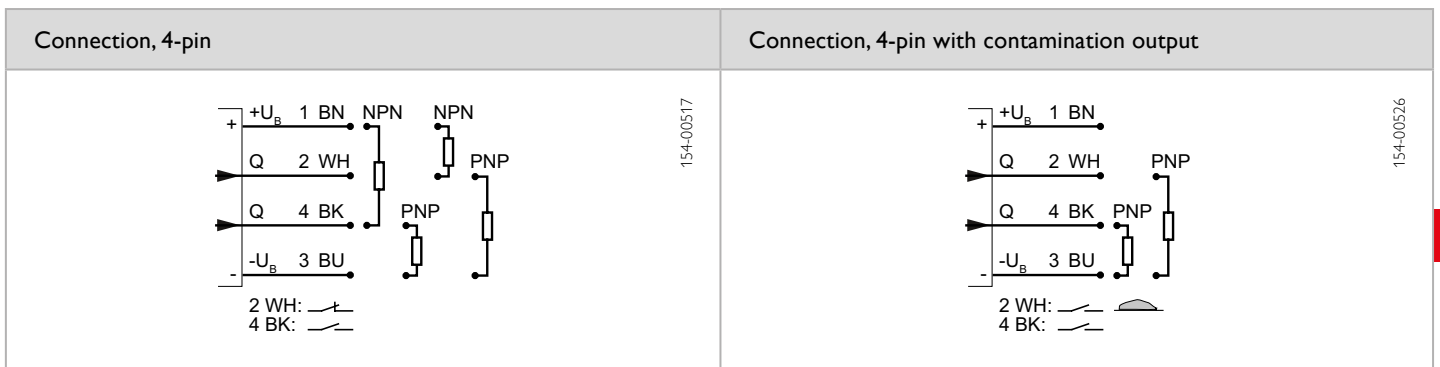 Connection, 4-pin
Connection, 4-pin with contamination output
+U_B 1 BN NPN NPN
+
Q 2 WH PNP
Q 4 BK PNP
-U_B 3 BU
-
2 WH:
4 BK:
154-00517
+U_B 1 BN
+
Q 2 WH PNP
Q 4 BK PNP
-U_B 3 BU
-
2 WH:
4 BK:
154-00526